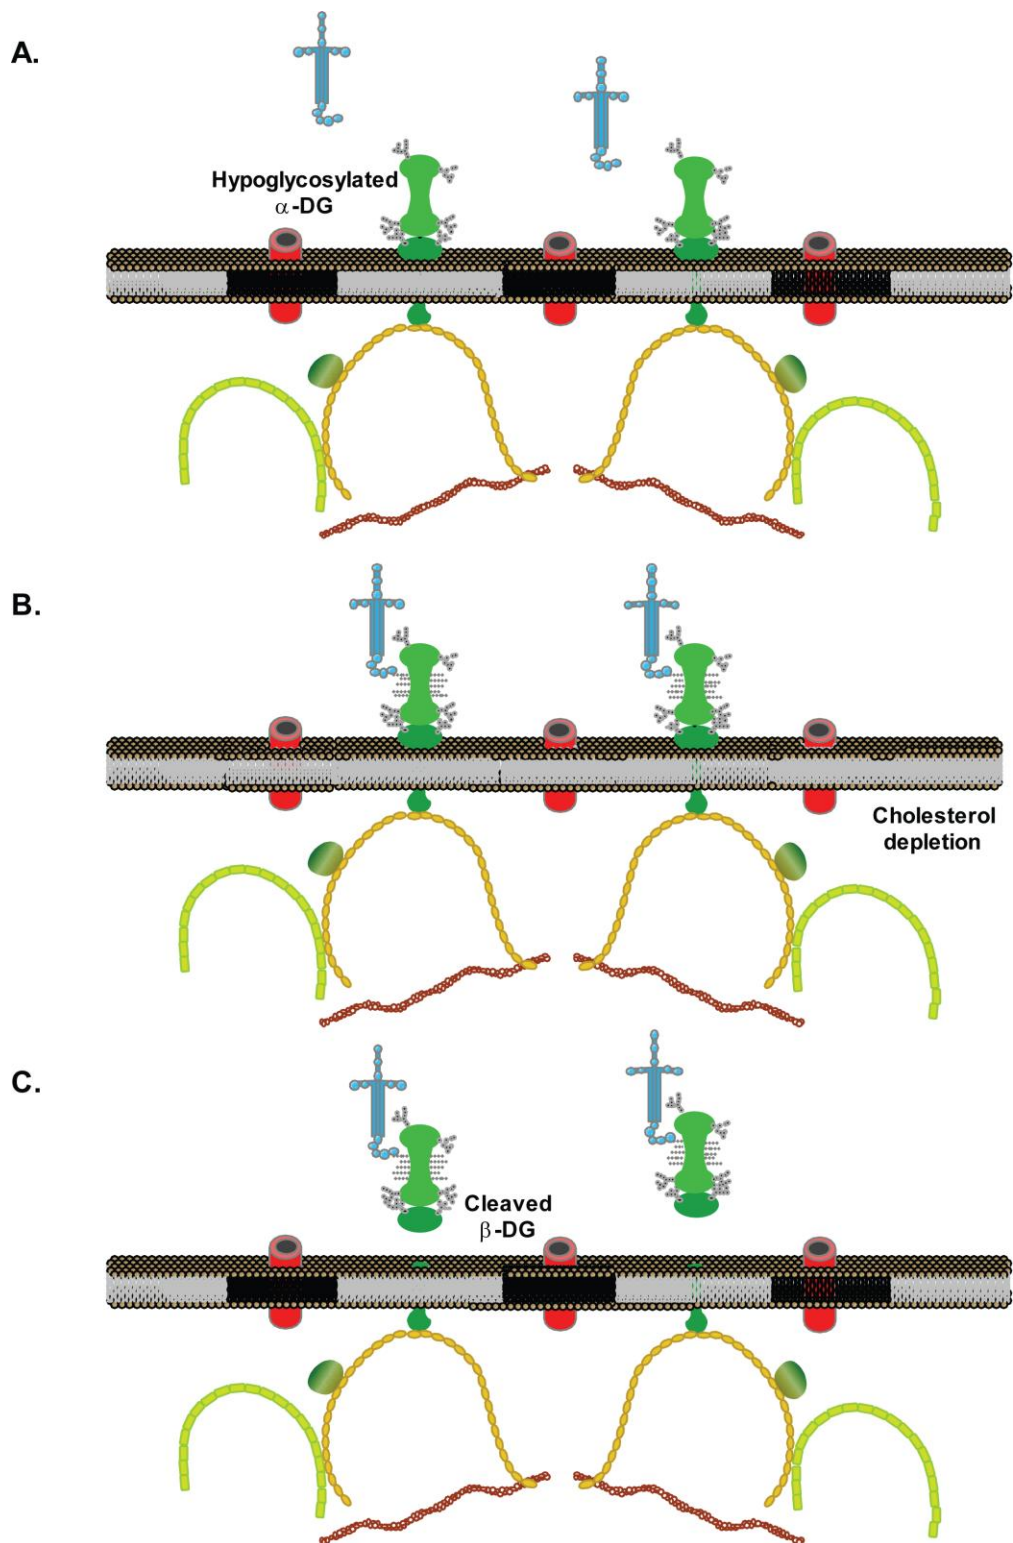 A.
Hypoglycosylated
α-DG
B.
Cholesterol
depletion
C.
Cleaved
β-DG